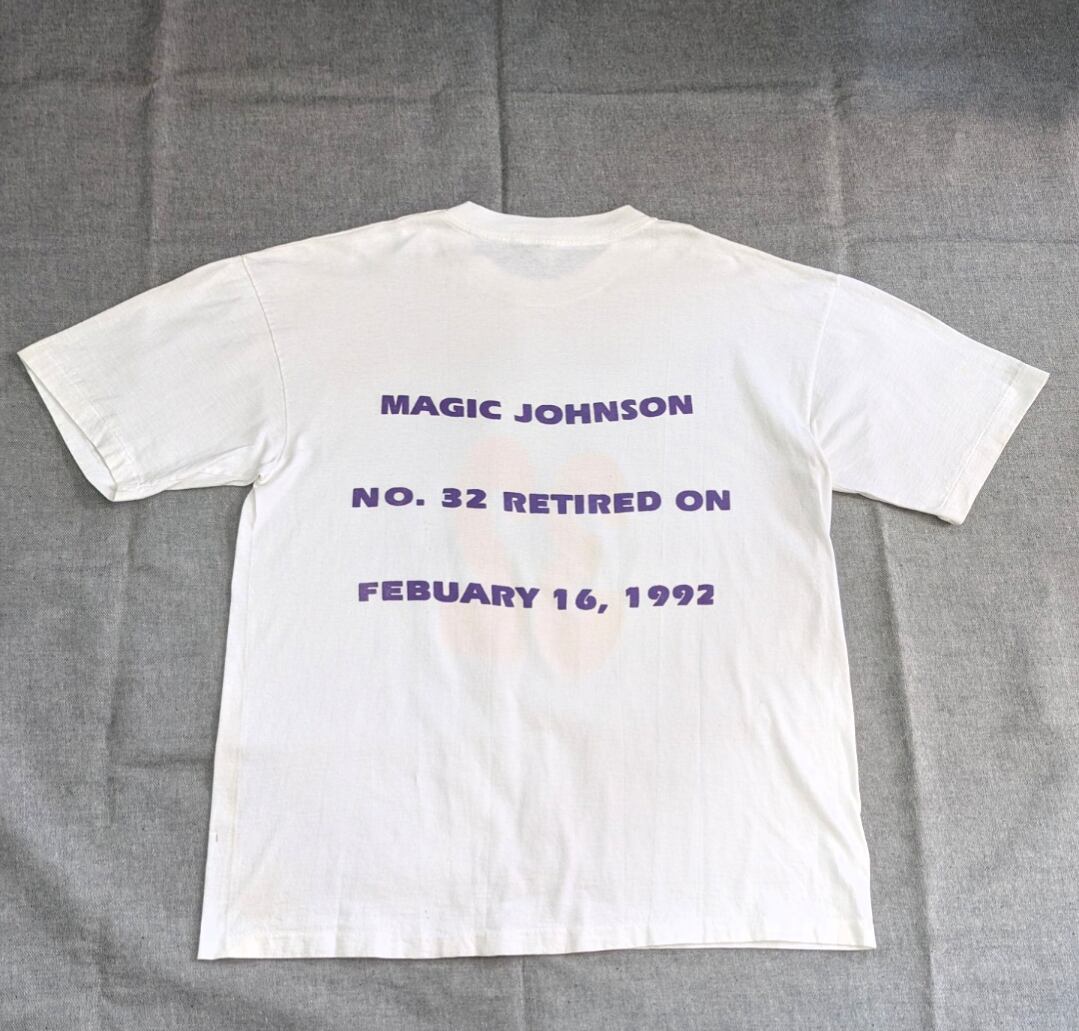 MAGIC JOHNSON
NO. 32 RETIRED ON
FEBUARY 16, 1992